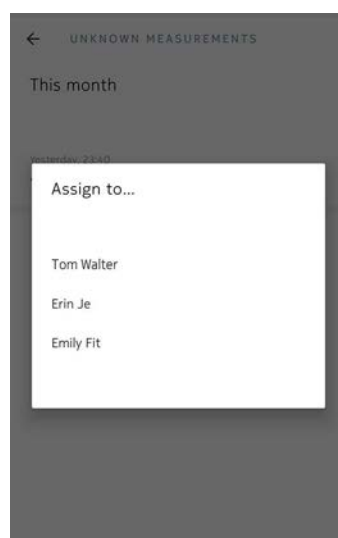 UNKNOWN MEASUREMENTS
This month
Yesterday, 23:40
Assign to...
Tom Walter
Erin Je
Emily Fit